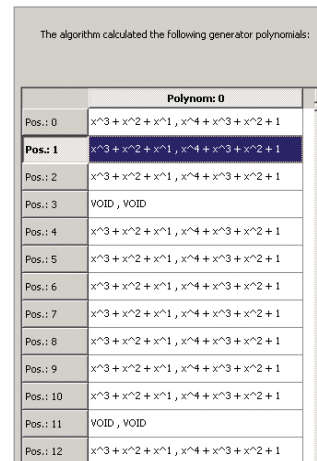 The algorithm calculated the following generator polynomials:
Polynom: 0
Pos.: 0 x^3 + x^2 + x^1 , x^4 + x^3 + x^2 + 1
Pos.: 1 x^3 + x^2 + x^1 , x^4 + x^3 + x^2 + 1
Pos.: 2 x^3 + x^2 + x^1 , x^4 + x^3 + x^2 + 1
Pos.: 3 VOID , VOID
Pos.: 4 x^3 + x^2 + x^1 , x^4 + x^3 + x^2 + 1
Pos.: 5 x^3 + x^2 + x^1 , x^4 + x^3 + x^2 + 1
Pos.: 6 x^3 + x^2 + x^1 , x^4 + x^3 + x^2 + 1
Pos.: 7 x^3 + x^2 + x^1 , x^4 + x^3 + x^2 + 1
Pos.: 8 x^3 + x^2 + x^1 , x^4 + x^3 + x^2 + 1
Pos.: 9 x^3 + x^2 + x^1 , x^4 + x^3 + x^2 + 1
Pos.: 10 x^3 + x^2 + x^1 , x^4 + x^3 + x^2 + 1
Pos.: 11 VOID , VOID
Pos.: 12 x^3 + x^2 + x^1 , x^4 + x^3 + x^2 + 1